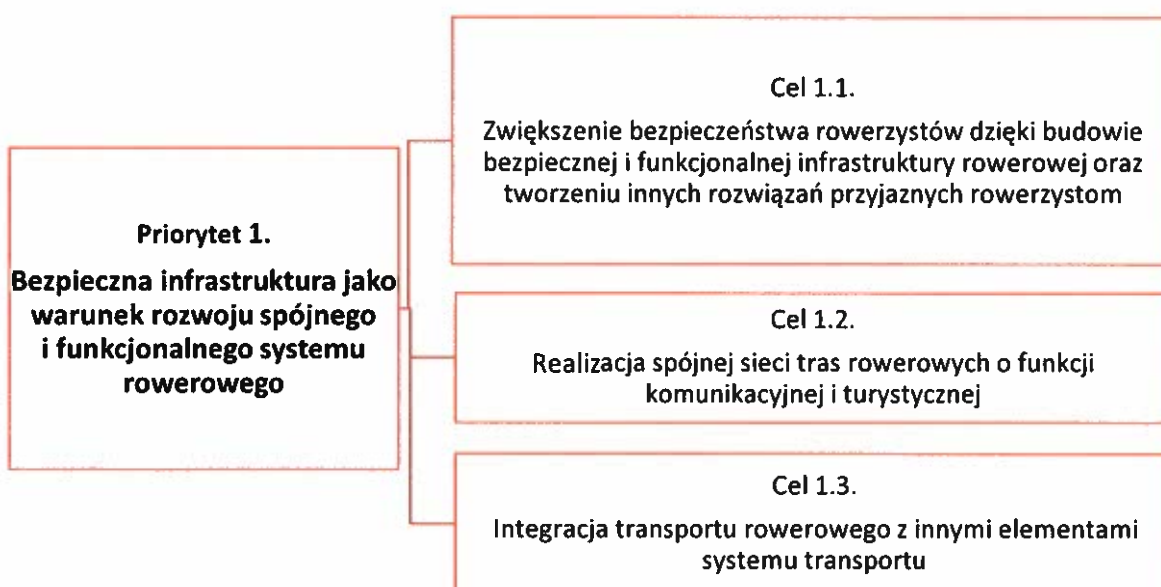 Priorytet 1.
Bezpieczna infrastruktura jako
warunek rozwoju spójnego
i funkcjonalnego systemu
rowerowego
Cel 1.1.
Zwiększenie bezpieczeństwa rowerzystów dzięki budowie
bezpiecznej i funkcjonalnej infrastruktury rowerowej oraz
tworzeniu innych rozwiązań przyjaznych rowerzystom
Cel 1.2.
Realizacja spójnej sieci tras rowerowych o funkcji
komunikacyjnej i turystycznej
Cel 1.3.
Integracja transportu rowerowego z innymi elementami
systemu transportu